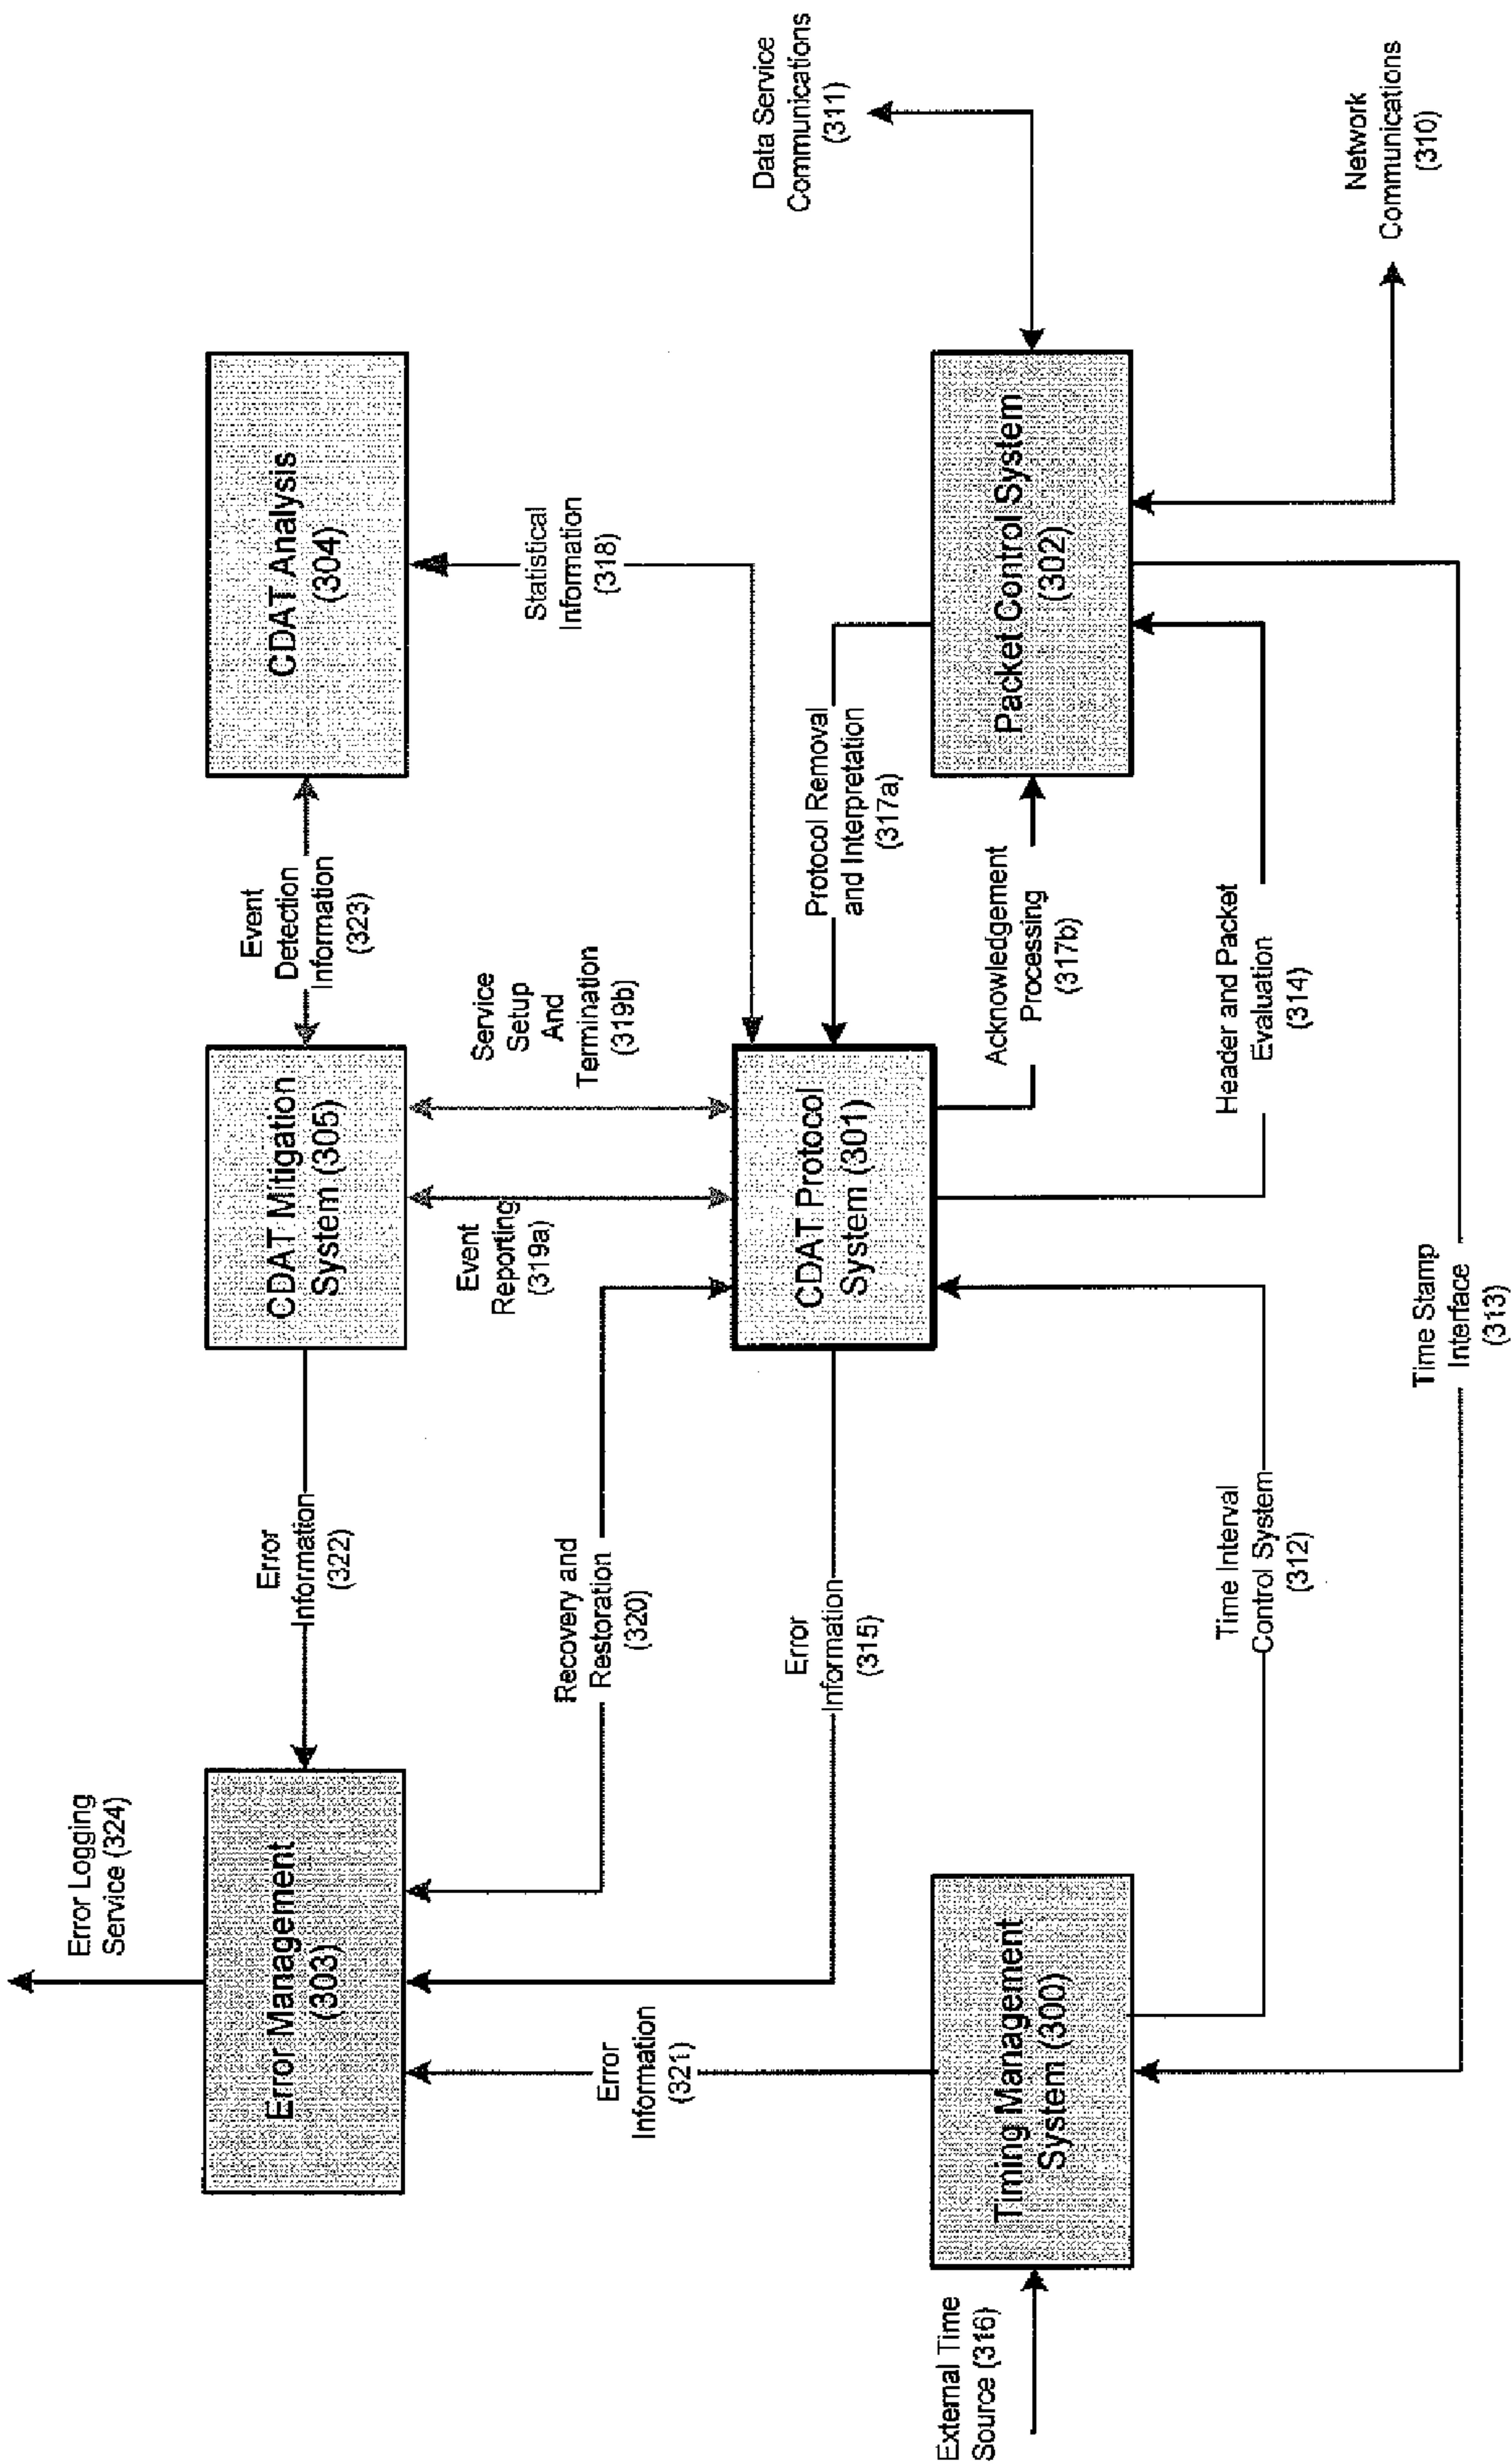 Error Logging
Service (324)
Error Management
(303)
Error
Information
(322)
CDAT Mitigation
System (305)
Event
Detection
Information
(323)
CDAT Analysis
(304)
Recovery and
Restoration
(320)
Event
Reporting
(319a)
Service
Setup
And
Termination
(319b)
Statistical
Information
(318)
Error
Information
(321)
Error
Information
(315)
CDAT Protocol
System (301)
Protocol Removal
and Interpretation
(317a)
Data Service
Communications
(311)
Acknowledgement
Processing
(317b)
External Time
Source (316)
Timing Management
System (300)
Packet Control System
(302)
Time Interval
Control System
(312)
Header and Packet
Evaluation
(314)
Network
Communications
(310)
Time Stamp
Interface
(313)